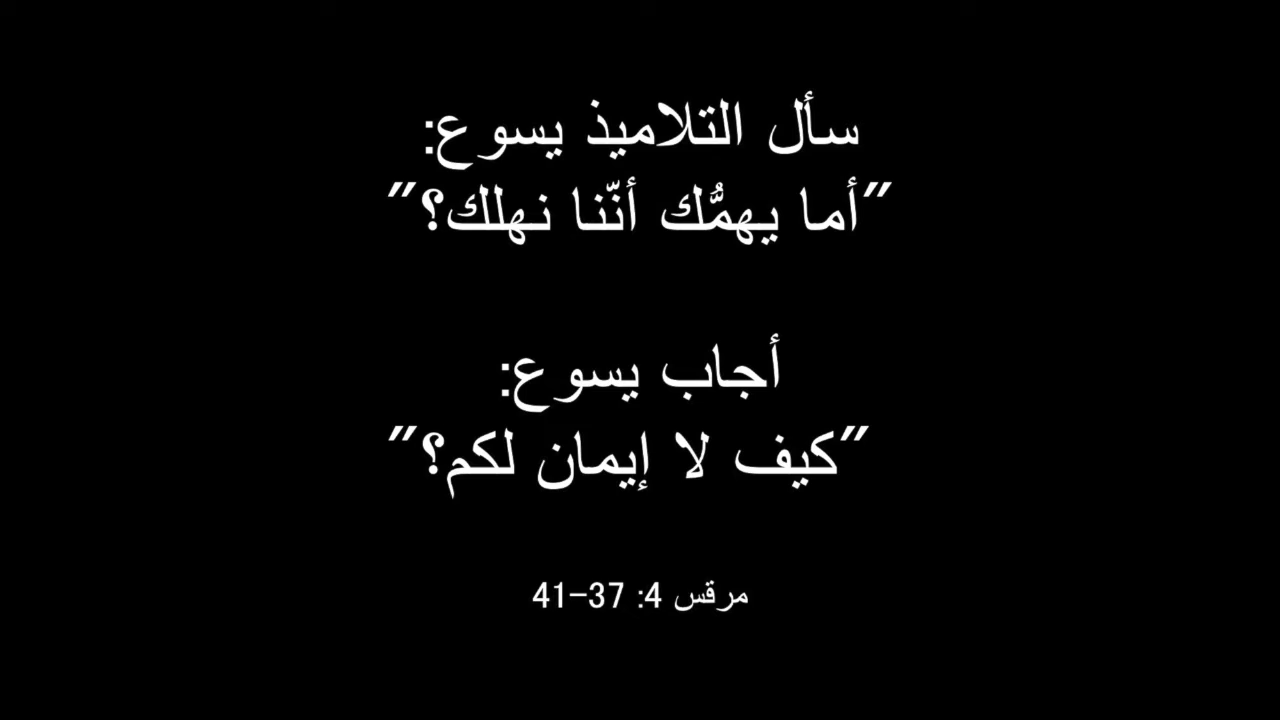 سأل التلاميذ يسوع:
"أما يهمُّك أنّنا نهلك؟"
أجاب يسوع:
"كيف لا إيمان لكم؟"
مرقس 4: 37-41